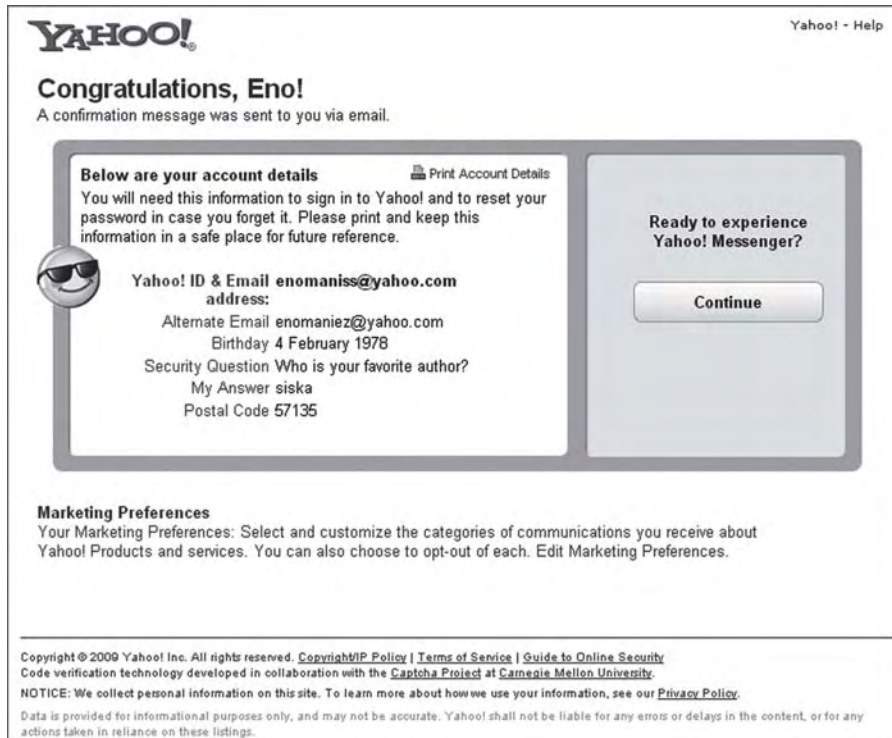 YAHOO!
Yahoo! - Help
Congratulations, Eno!
A confirmation message was sent to you via email.
Below are your account details
Print Account Details
You will need this information to sign in to Yahoo! and to reset your
password in case you forget it. Please print and keep this
information in a safe place for future reference.
Yahoo! ID & Email enomaniss@yahoo.com
address:
Alternate Email enomaniez@yahoo.com
Birthday 4 February 1978
Security Question Who is your favorite author?
My Answer siska
Postal Code 57135
Ready to experience
Yahoo! Messenger?
Continue
Marketing Preferences
Your Marketing Preferences: Select and customize the categories of communications you receive about
Yahoo! Products and services. You can also choose to opt-out of each. Edit Marketing Preferences.
Copyright © 2009 Yahoo! Inc. All rights reserved. Copyright/IP Policy | Terms of Service | Guide to Online Security
Code verification technology developed in collaboration with the Captcha Project at Carnegie Mellon University.
NOTICE: We collect personal information on this site. To learn more about how we use your information, see our Privacy Policy.
Data is provided for informational purposes only, and may not be accurate. Yahoo! shall not be liable for any errors or delays in the content, or for any
actions taken in reliance on these listings.